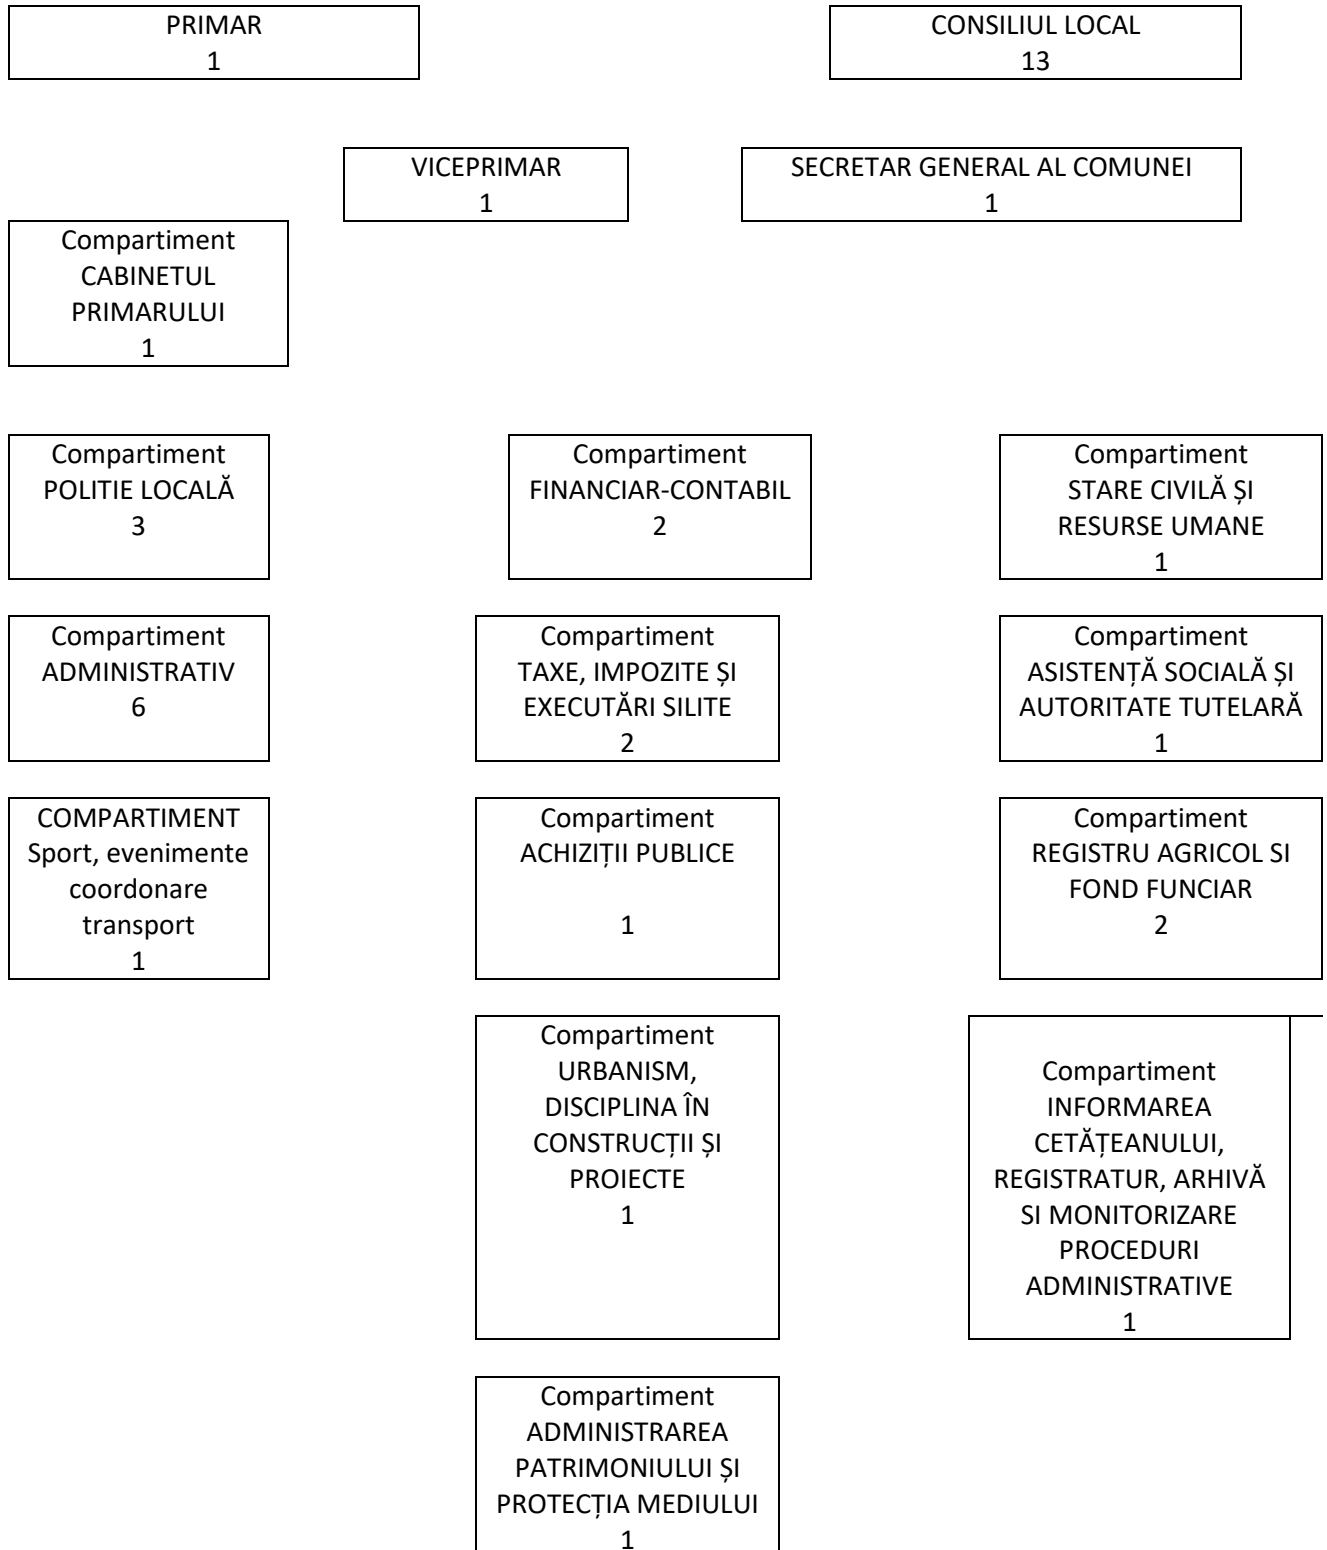 PRIMAR
1
CONSILIUL LOCAL
13
VICEPRIMAR
1
SECRETAR GENERAL AL COMUNEI
1
Compartiment
CABINETUL
PRIMARULUI
1
Compartiment
POLITIE LOCALĂ
3
Compartiment
FINANCIAR-CONTABIL
2
Compartiment
STARE CIVILĂ ȘI
RESURSE UMANE
1
Compartiment
ADMINISTRATIV
6
Compartiment
TAXE, IMPOZITE ȘI
EXECUTĂRI SILITE
2
Compartiment
ASISTENȚĂ SOCIALĂ ȘI
AUTORITATE TUTELARĂ
1
COMPARTIMENT
Sport, evenimente
coordonare
transport
1
Compartiment
ACHIZIȚII PUBLICE
1
Compartiment
REGISTRU AGRICOL SI
FOND FUNCIAR
2
Compartiment
URBANISM,
DISCIPLINA ÎN
CONSTRUCȚII ȘI
PROIECTE
1
Compartiment
INFORMAREA
CETĂȚEANULUI,
REGISTRATUR, ARHIVĂ
SI MONITORIZARE
PROCEDURI
ADMINISTRATIVE
1
Compartiment
ADMINISTRAREA
PATRIMONIULUI ȘI
PROTECȚIA MEDIULUI
1